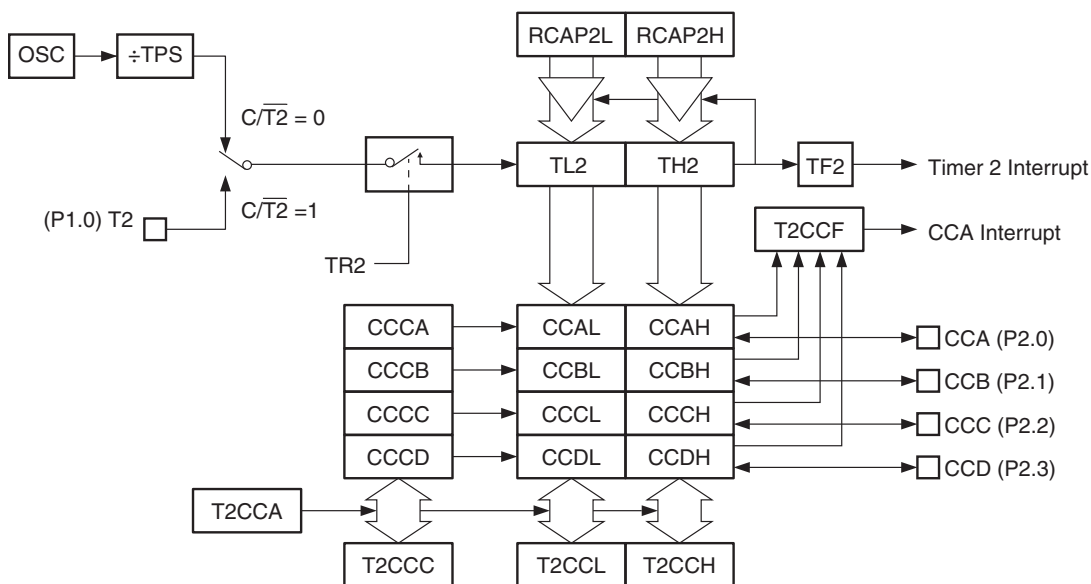 RCAP2L RCAP2H
OSC ÷TPS
C/T2̅ = 0
TL2 TH2 TF2 Timer 2 Interrupt
(P1.0) T2
C/T2̅ =1
T2CCF CCA Interrupt
TR2
CCCA CCAL CCAH CCA (P2.0)
CCCB CCBL CCBH CCB (P2.1)
CCCC CCCL CCCH CCC (P2.2)
CCCD CCDL CCDH CCD (P2.3)
T2CCA
T2CCC T2CCL T2CCH